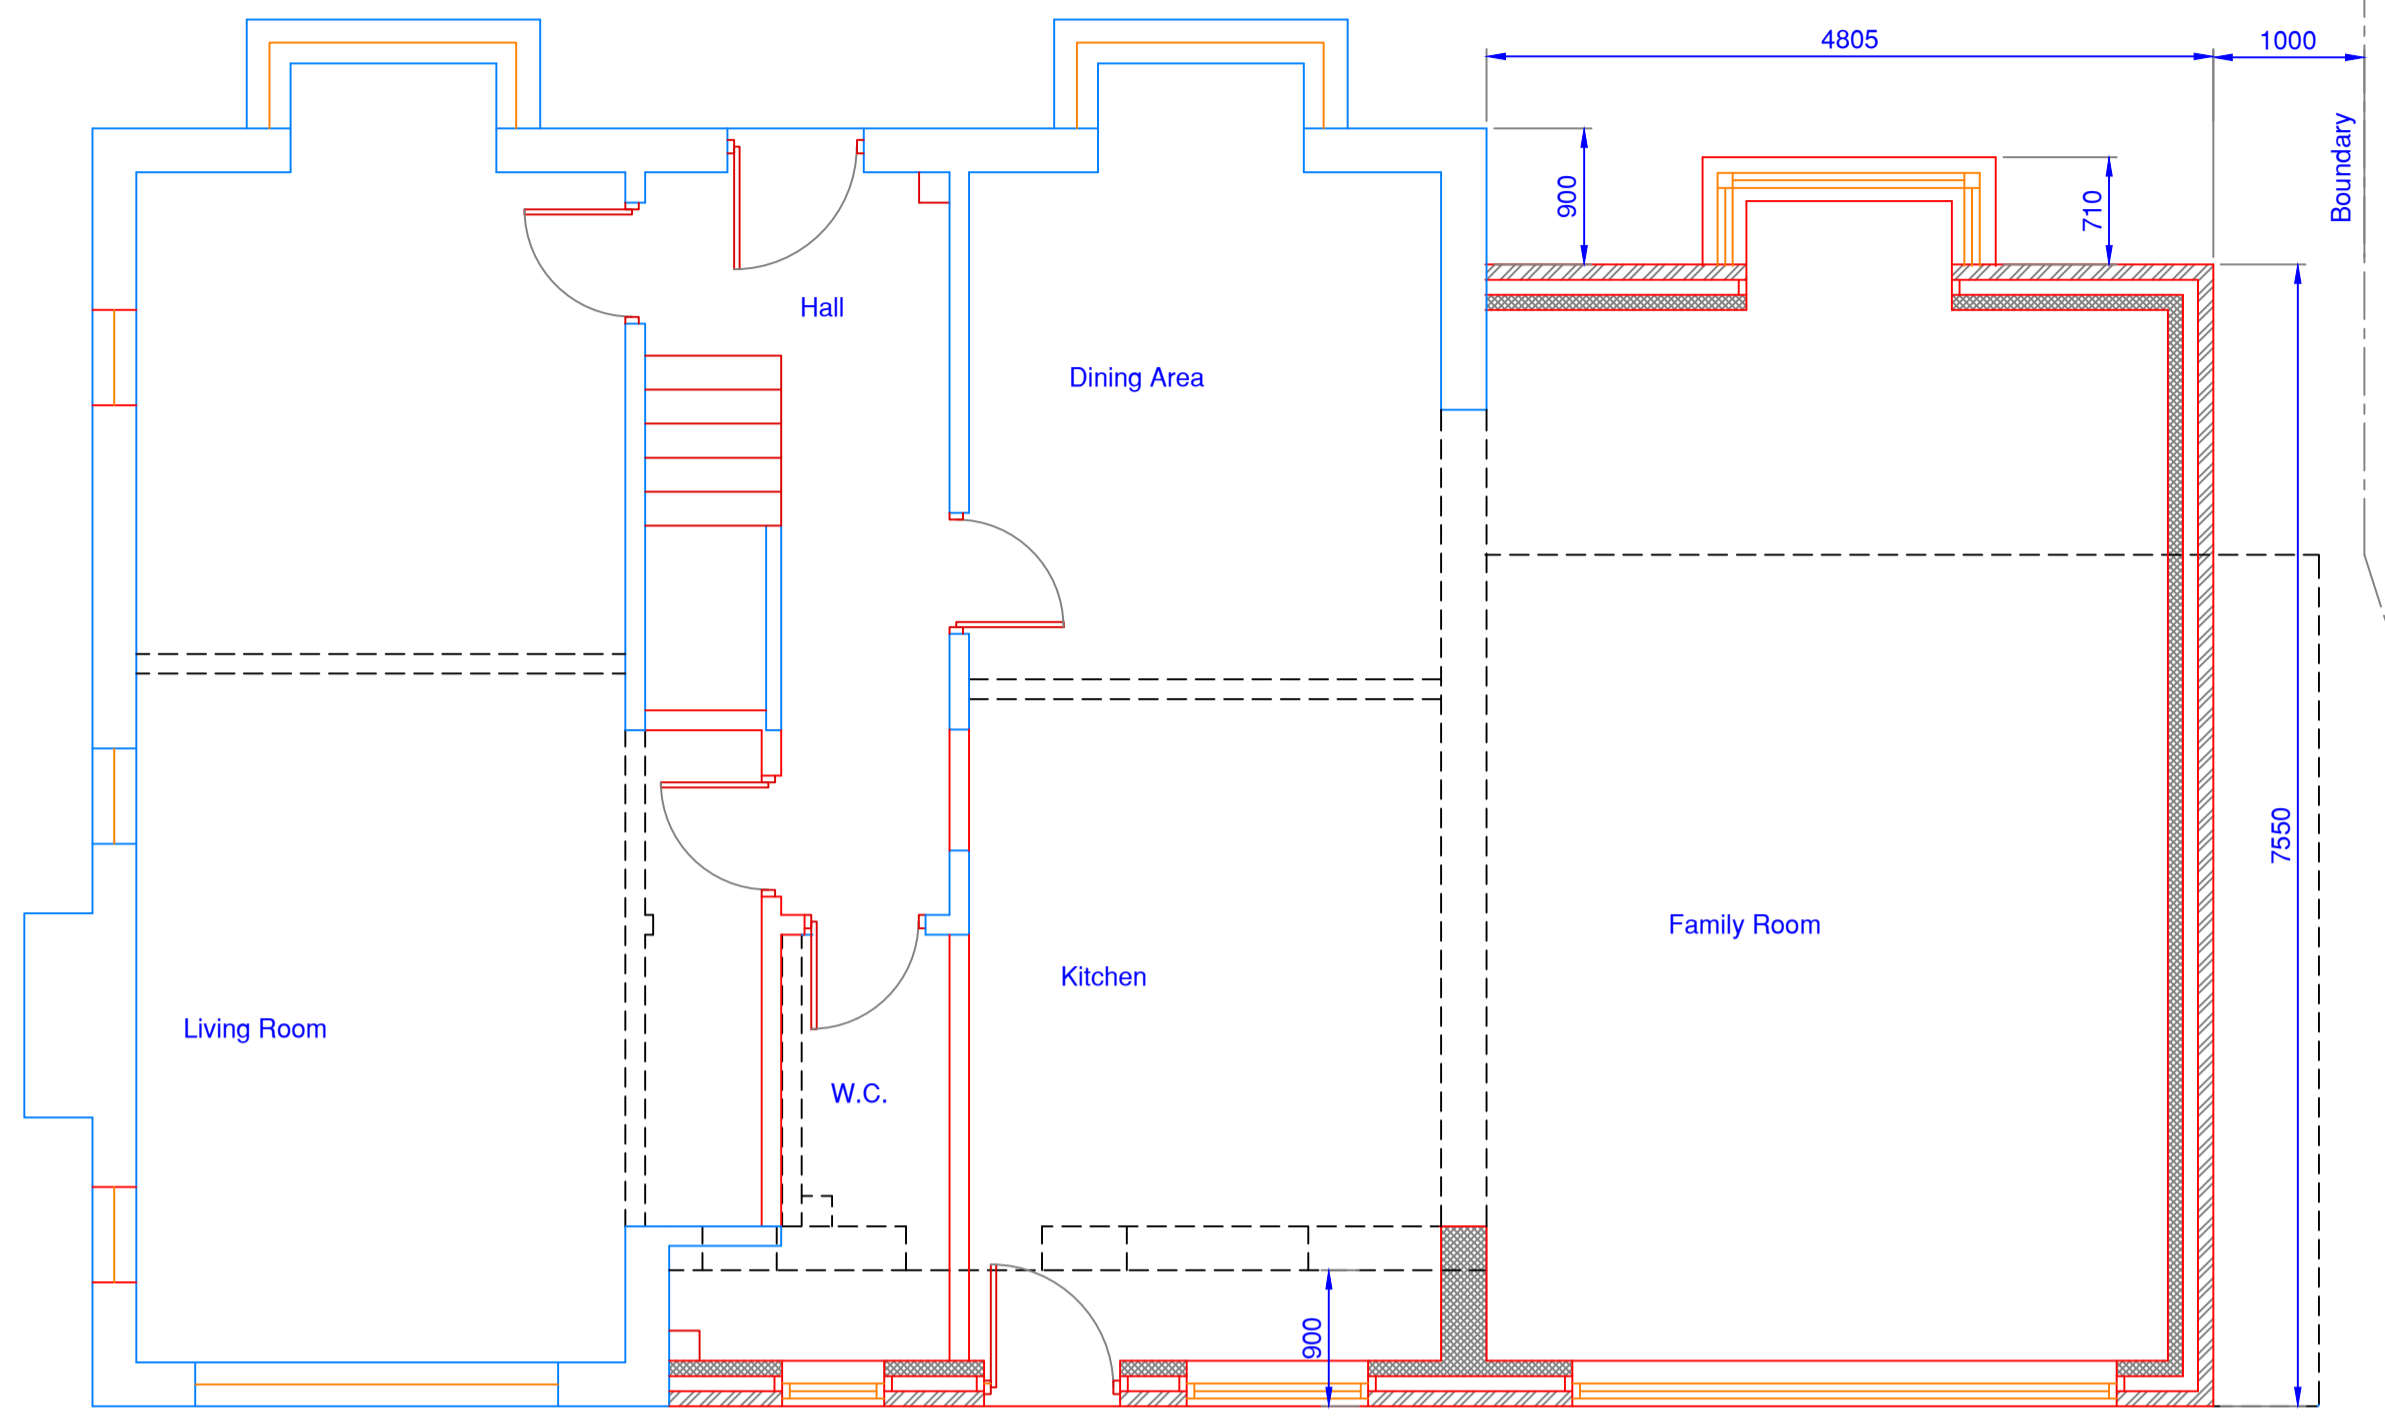 4805
1000
Boundary
900
710
Hall
Dining Area
7550
Family Room
Kitchen
Living Room
W.C.
900